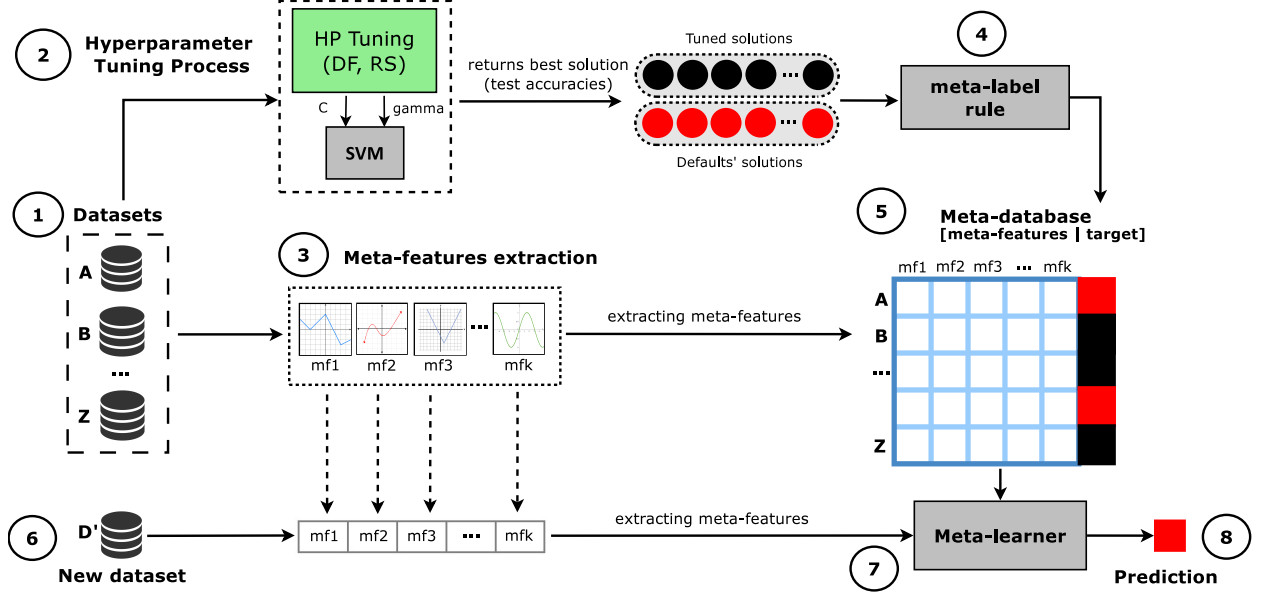 2
Hyperparameter
Tuning Process
HP Tuning
(DF, RS)
C
gamma
SVM
returns best solution
(test accuracies)
Tuned solutions
...
...
Defaults' solutions
4
meta-label
rule
1
Datasets
A
B
...
Z
3
Meta-features extraction
...
mf1
mf2
mf3
mfk
extracting meta-features
5
Meta-database
[meta-features | target]
mf1 mf2 mf3 ... mfk
A
B
...
Z
6
D'
New dataset
mf1 mf2 mf3 ... mfk
extracting meta-features
7
Meta-learner
8
Prediction